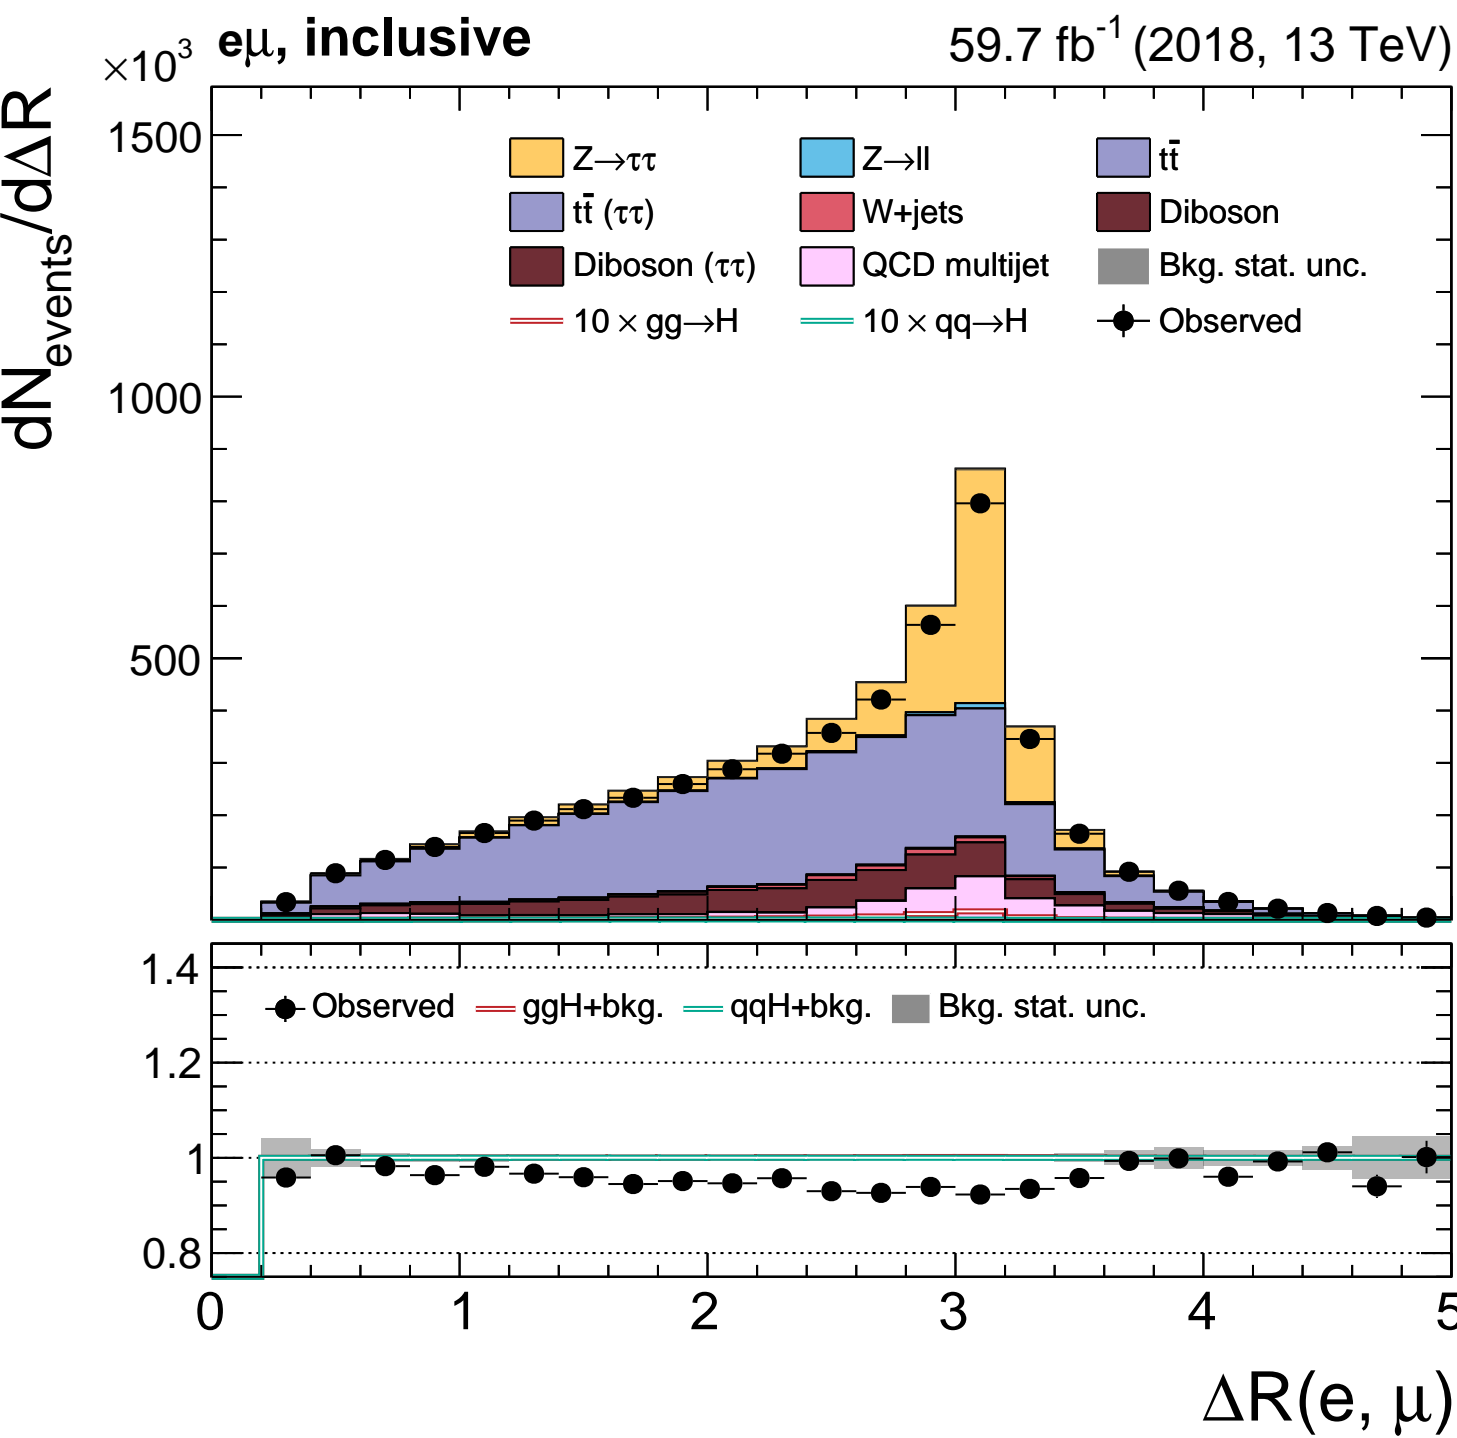 ×10³ eμ, inclusive 59.7 fb⁻¹ (2018, 13 TeV)
dN_events/dΔR
1500
1000
500
Z→ττ Z→ll tt̄
tt̄ (ττ) W+jets Diboson
Diboson (ττ) QCD multijet Bkg. stat. unc.
10 × gg→H 10 × qq→H Observed
1.4
1.2
1
0.8
Observed ggH+bkg. qqH+bkg. Bkg. stat. unc.
0 1 2 3 4 5
ΔR(e, μ)